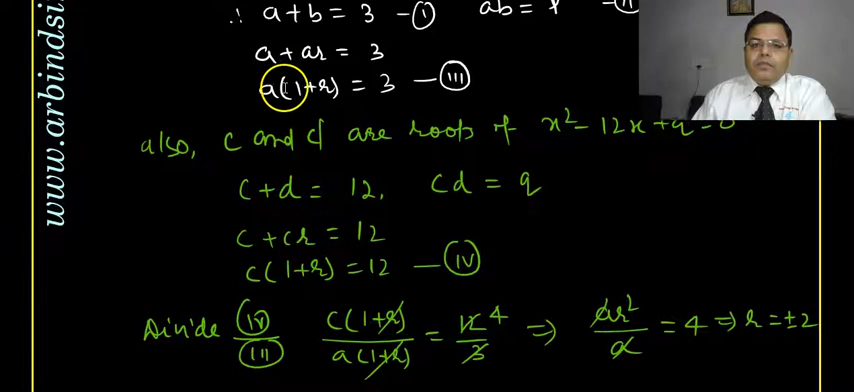 ∴ a + b = 3 – (I)    ab = P – (II)
a + ar = 3
a(1+r) = 3 — (III)
also, c and d are roots of x² – 12x + q = 0
c + d = 12,    cd = q
c + cr = 12
c(1+r) = 12 — (IV)
Divide (IV)/(III)    c(1+r)/a(1+r) = 12/3 4 ⇒ ar²/a = 4 ⇒ r = ±2
www.arbindsi